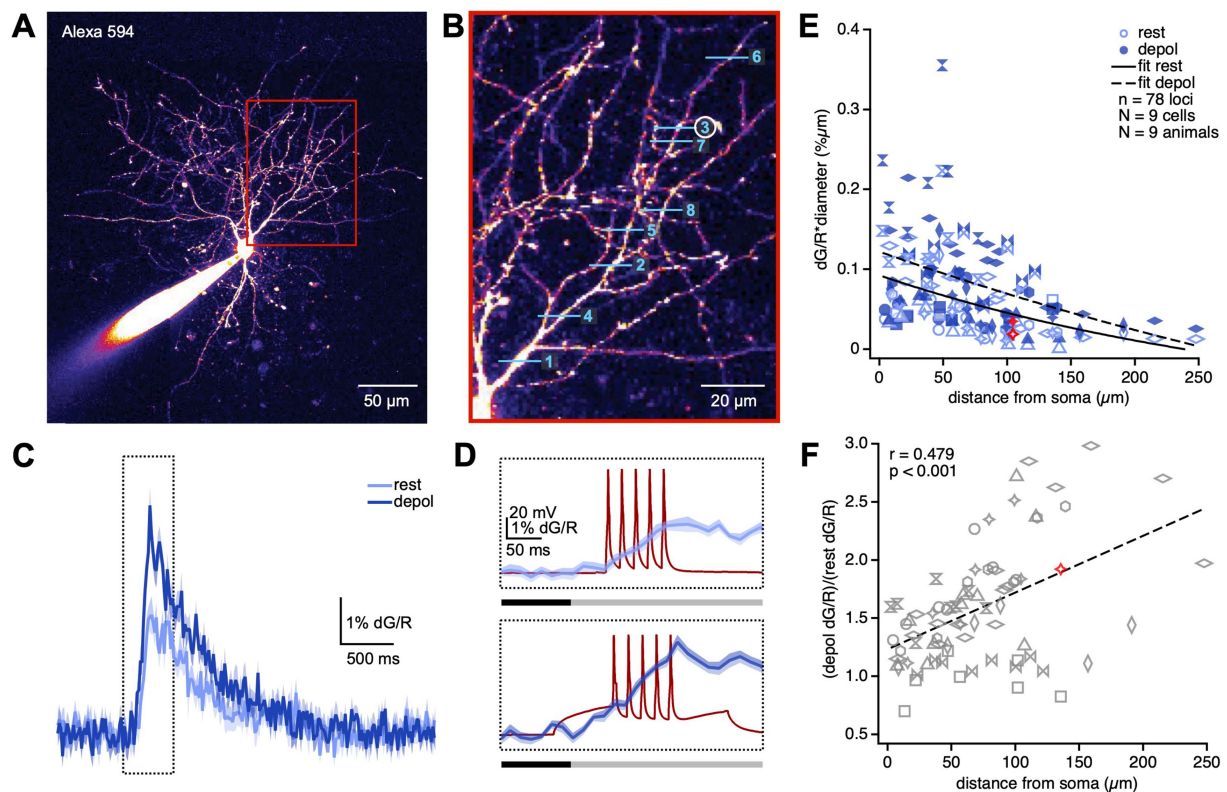 A
Alexa 594
50 µm
B
6
3
7
8
5
2
4
1
20 µm
C
rest
depol
1% dG/R
500 ms
D
20 mV
1% dG/R
50 ms
E
dG/R*diameter (%µm)
0.4
0.3
0.2
0.1
0
rest
depol
fit rest
fit depol
n = 78 loci
N = 9 cells
N = 9 animals
0
50
100
150
200
250
distance from soma (µm)
F
(depol dG/R)/(rest dG/R)
3.0
2.5
2.0
1.5
1.0
0.5
r = 0.479
p < 0.001
0
50
100
150
200
250
distance from soma (µm)